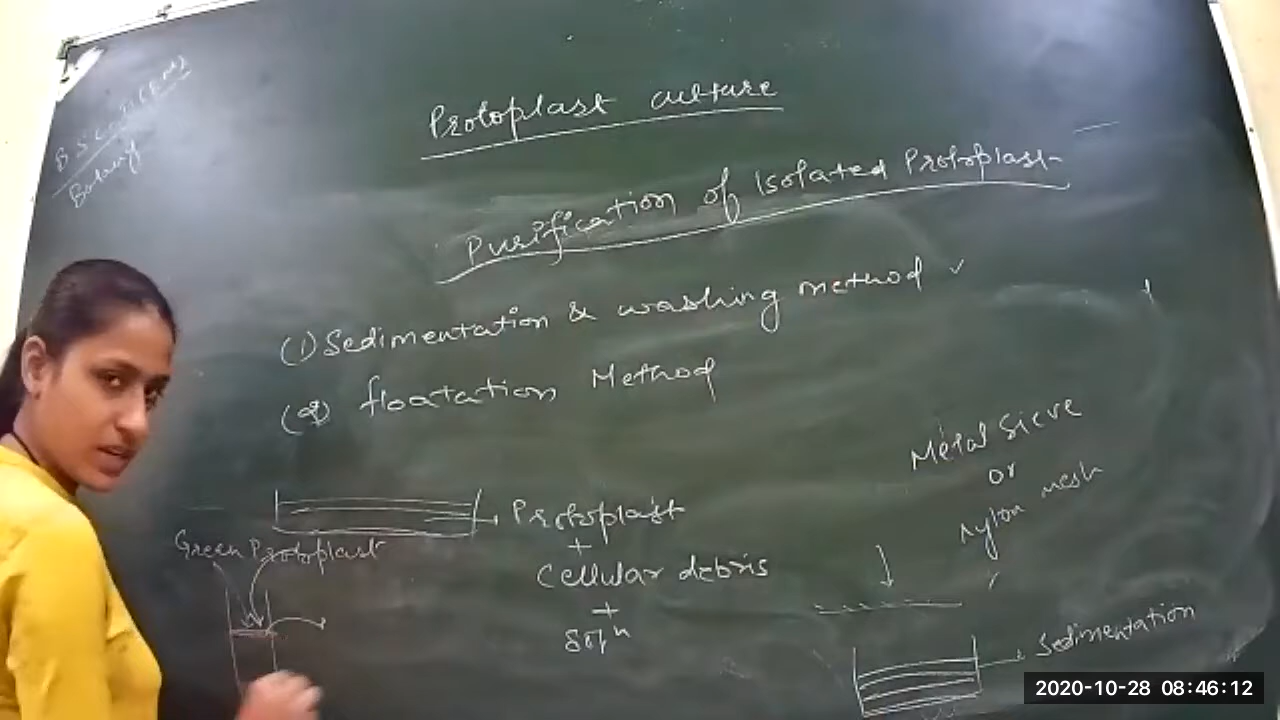 Botany
Protoplast culture
Purification of Isolated Protoplast
(1) Sedimentation & washing method ✓
(2) floatation Method
Metal Sieve
or
nylon mesh
Protoplast
+
Cellular debris
+
Solⁿ
Green Protoplast
Sedimentation
2020-10-28 08:46:12